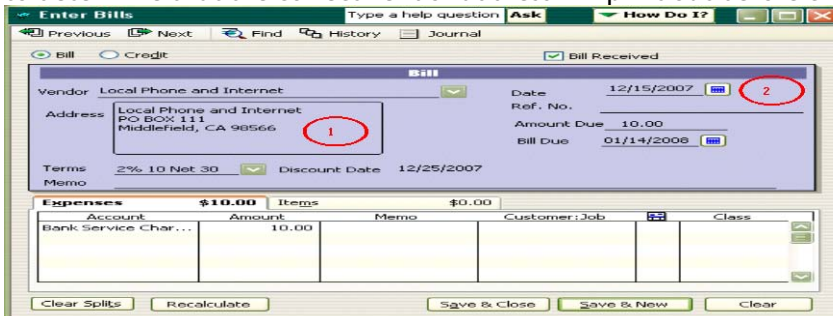 Enter Bills Type a help question Ask How Do I?
Previous Next Find History Journal
Bill Credit Bill Received
Bill
Vendor Local Phone and Internet
Date 12/15/2007 2
Address Local Phone and Internet
PO BOX 111
Middlefield, CA 98566
1
Ref. No.
Amount Due 10.00
Bill Due 01/14/2008
Terms 2% 10 Net 30 Discount Date 12/25/2007
Memo
Expenses $10.00 Items $0.00
Account Amount Memo Customer:Job Class
Bank Service Char... 10.00
Clear Splits Recalculate Save & Close Save & New Clear